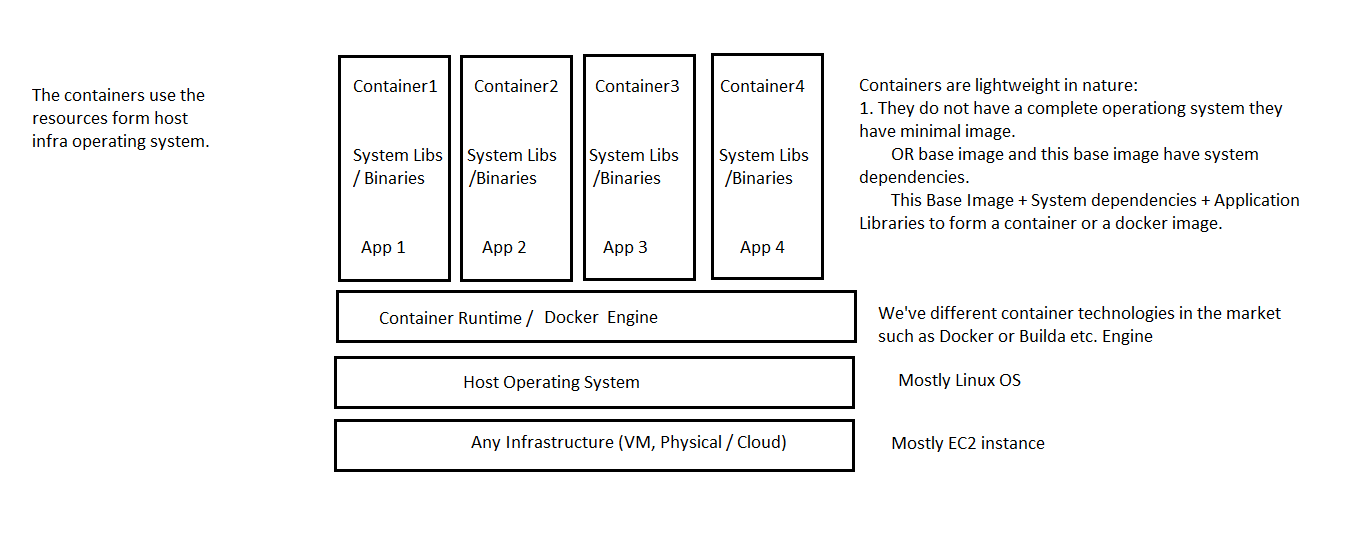 The containers use the
resources form host
infra operating system.
Container1
System Libs
/ Binaries
App 1
Container2
System Libs
/Binaries
App 2
Container3
System Libs
/Binaries
App 3
Container4
System Libs
/Binaries
App 4
Containers are lightweight in nature:
1. They do not have a complete operationg system they
have minimal image.
OR base image and this base image have system
dependencies.
This Base Image + System dependencies + Application
Libraries to form a container or a docker image.
Container Runtime / Docker Engine
We've different container technologies in the market
such as Docker or Builda etc. Engine
Host Operating System
Mostly Linux OS
Any Infrastructure (VM, Physical / Cloud)
Mostly EC2 instance